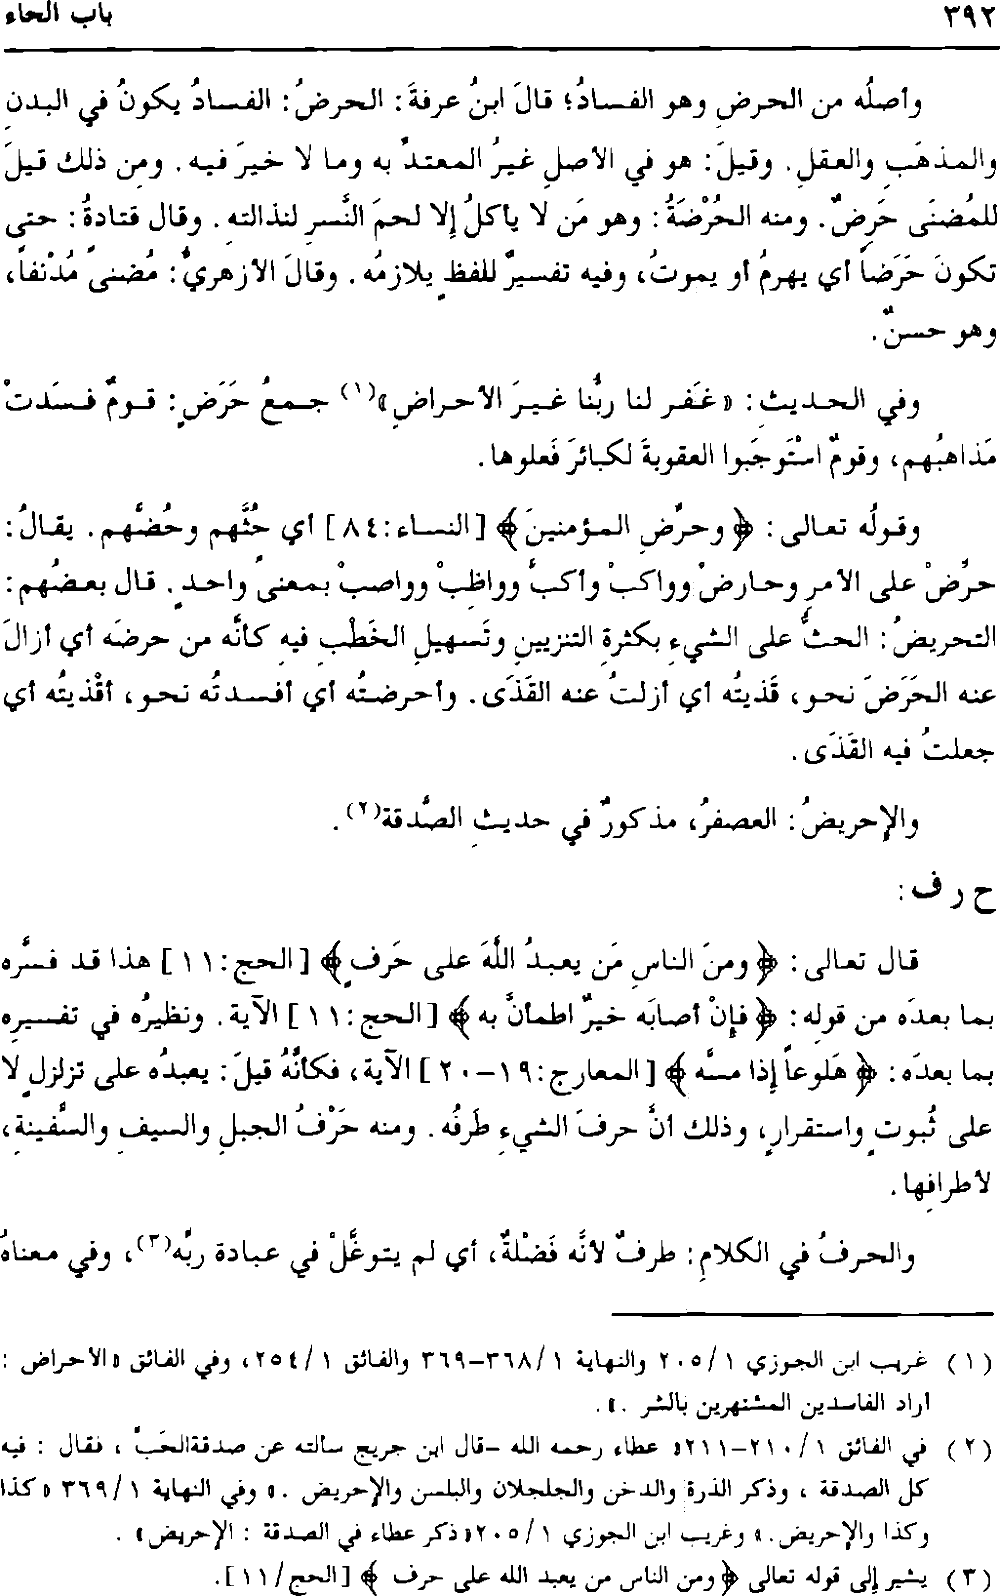 ٣٩٢ باب الحاء
وأصلُه من الحرضِ وهو الفسادُ؛ قالَ ابنُ عرفةَ: الحرضُ: الفسادُ يكونُ في البدنِ
والمذهَبِ والعقلِ. وقيلَ: هو في الأصلِ غيرُ المعتدِّ به وما لا خيرَ فيه. ومِن ذلك قيلَ
للمُضنَى حَرِضٌ. ومنه الحُرْضَةُ: وهو مَن لا يأكلُ إلا لحمَ النَّسرِ لنذالتهِ. وقال قتادةُ: حتى
تكونَ حَرَضاً أي يهرمُ أو يموتُ، وفيه تفسيرٌ للفظٍ يلازمُه. وقالَ الأزهريُّ: مُضنىً مُدْنفاً،
وهو حسنٌ.
وفي الحديثِ: «غَفر لنا ربُّنا غيرَ الأحراضِ»(١) جمعُ حَرَضٍ: قومٌ فسَدتْ
مَذاهبُهم، وقومٌ اسْتَوجَبوا العقوبةَ لكبائرَ فَعلوها.
وقولُه تعالى: ﴿وحرِّضِ المؤمنينَ﴾ [النساء:٨٤] أي حُثَّهم وحُضَّهم. يقالُ:
حرِّضْ على الأمرِ وحارضْ وواكبْ وأكبَّ وواظِبْ وواصبْ بمعنىً واحدٍ. قال بعضُهم:
التحريضُ: الحثُّ على الشيءِ بكثرةِ التنزيينِ وتَسهيلِ الخَطْبِ فيهِ كأنَّه من حرضَه أي أزالَ
عنه الحَرَضَ نحو، قَذيتُه أي أزلتُ عنه القَذَى. وأحرضتُه أي أفسدتُه نحو، أقْذيتُه أي
جعلتُ فيه القَذَى.
والإحريضُ: العصفرُ، مذكورٌ في حديثِ الصَّدقة(٢).
ح ر ف:
قال تعالى: ﴿ومنَ الناسِ مَن يعبدُ اللَّهَ على حَرفٍ﴾ [الحج:١١] هذا قد فسَّره
بما بعدَه من قولِه: ﴿فإنْ أصابَه خيرٌ اطمأنَّ به﴾ [الحج:١١] الآية. ونظيرُه في تفسيرِه
بما بعدَه: ﴿هَلوعاً إذا مسَّه﴾ [المعارج:١٩-٢٠] الآية، فكأنَّهُ قيلَ: يعبدُه على تزلزلٍ لا
على ثُبوتٍ واستقرارٍ، وذلك أنَّ حرفَ الشيءِ طَرفُه. ومنه حَرْفُ الجبلِ والسيفِ والسَّفينةِ،
لأطرافِها.
والحرفُ في الكلامِ: طرفٌ لأنَّه فَضْلةٌ، أي لم يتوغَّلْ في عبادة ربِّه(٣)، وفي معناهُ
(١) غريب ابن الجوزي ١/٢٠٥ والنهاية ١/٣٦٨-٣٦٩ والفائق ١/٢٥٤، وفي الفائق «الأحراض :
أراد الفاسدين المشتهرين بالشر .».
(٢) في الفائق ١/٢١٠-٢١١« عطاء رحمه الله -قال ابن جريج سألته عن صدقةالحَبِّ ، فقال : فيه
كل الصدقة ، وذكر الذرة والدخن والجلجلان والبلسن والإحريض .» وفي النهاية ١/٣٦٩ «كذا
وكذا والإحريض.» وغريب ابن الجوزي ١/٢٠٥«ذكر عطاء في الصدقة : الإحريض» .
(٣) يشير إلى قوله تعالى ﴿ومن الناس من يعبد الله على حرف ﴾ [الحج/١١].